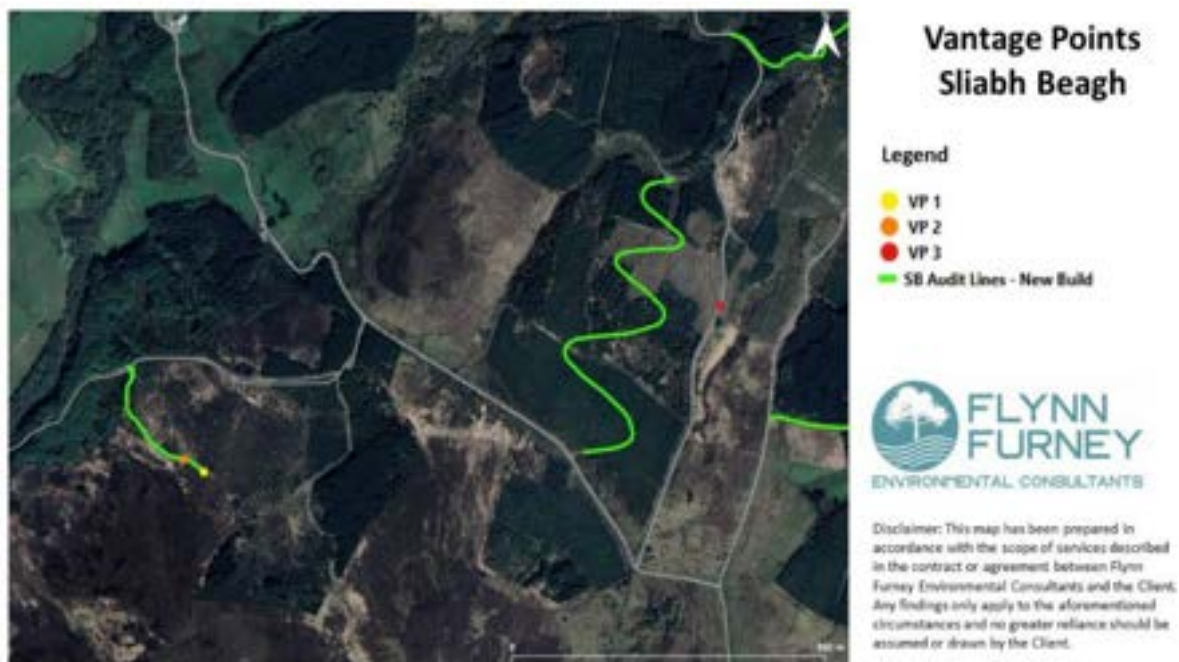 Vantage Points
Sliabh Beagh
Legend
VP 1
VP 2
VP 3
SB Audit Lines - New Build
FLYNN
FURNEY
ENVIRONMENTAL CONSULTANTS
Disclaimer: This map has been prepared in
accordance with the scope of services described
in the contract or agreement between Flynn
Furney Environmental Consultants and the Client.
Any findings only apply to the aforementioned
circumstances and no greater reliance should be
assumed or drawn by the Client.
0